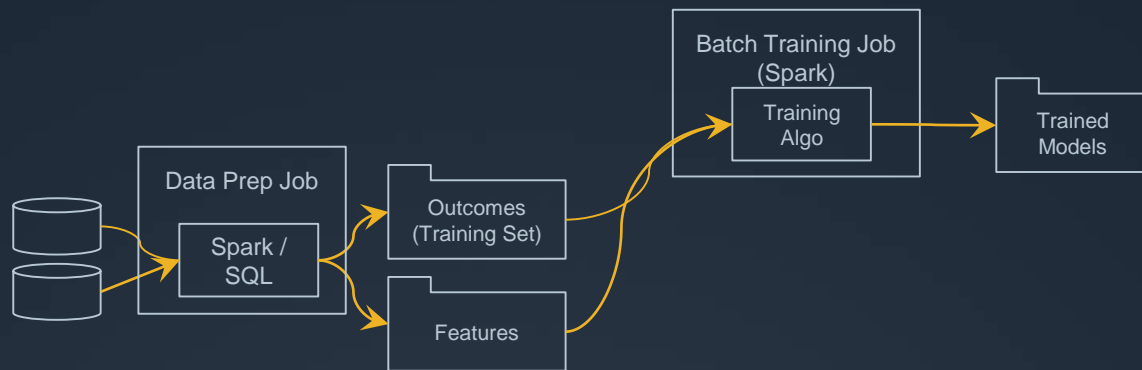 Data Prep Job
Spark /
SQL
Outcomes
(Training Set)
Features
Batch Training Job
(Spark)
Training
Algo
Trained
Models